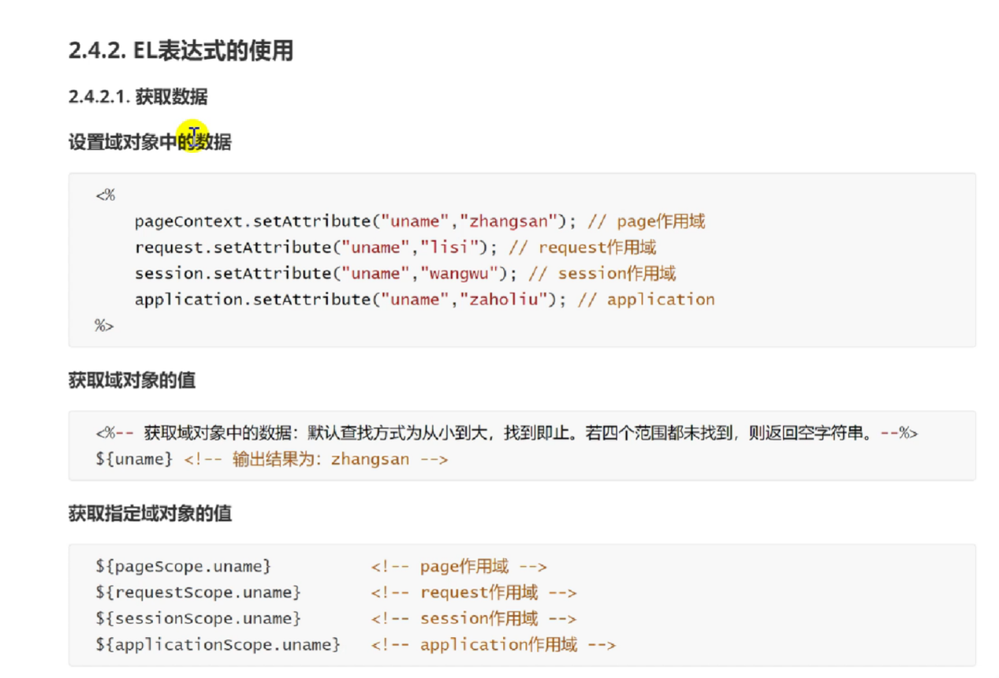 2.4.2. EL表达式的使用
2.4.2.1. 获取数据
设置域对象中的数据
<%
pageContext.setAttribute("uname","zhangsan"); // page作用域
request.setAttribute("uname","lisi"); // request作用域
session.setAttribute("uname","wangwu"); // session作用域
application.setAttribute("uname","zaholiu"); // application
%>
获取域对象的值
<%-- 获取域对象中的数据：默认查找方式为从小到大，找到即止。若四个范围都未找到，则返回空字符串。--%>
${uname} <!-- 输出结果为：zhangsan -->
获取指定域对象的值
${pageScope.uname} <!-- page作用域 -->
${requestScope.uname} <!-- request作用域 -->
${sessionScope.uname} <!-- session作用域 -->
${applicationScope.uname} <!-- application作用域 -->